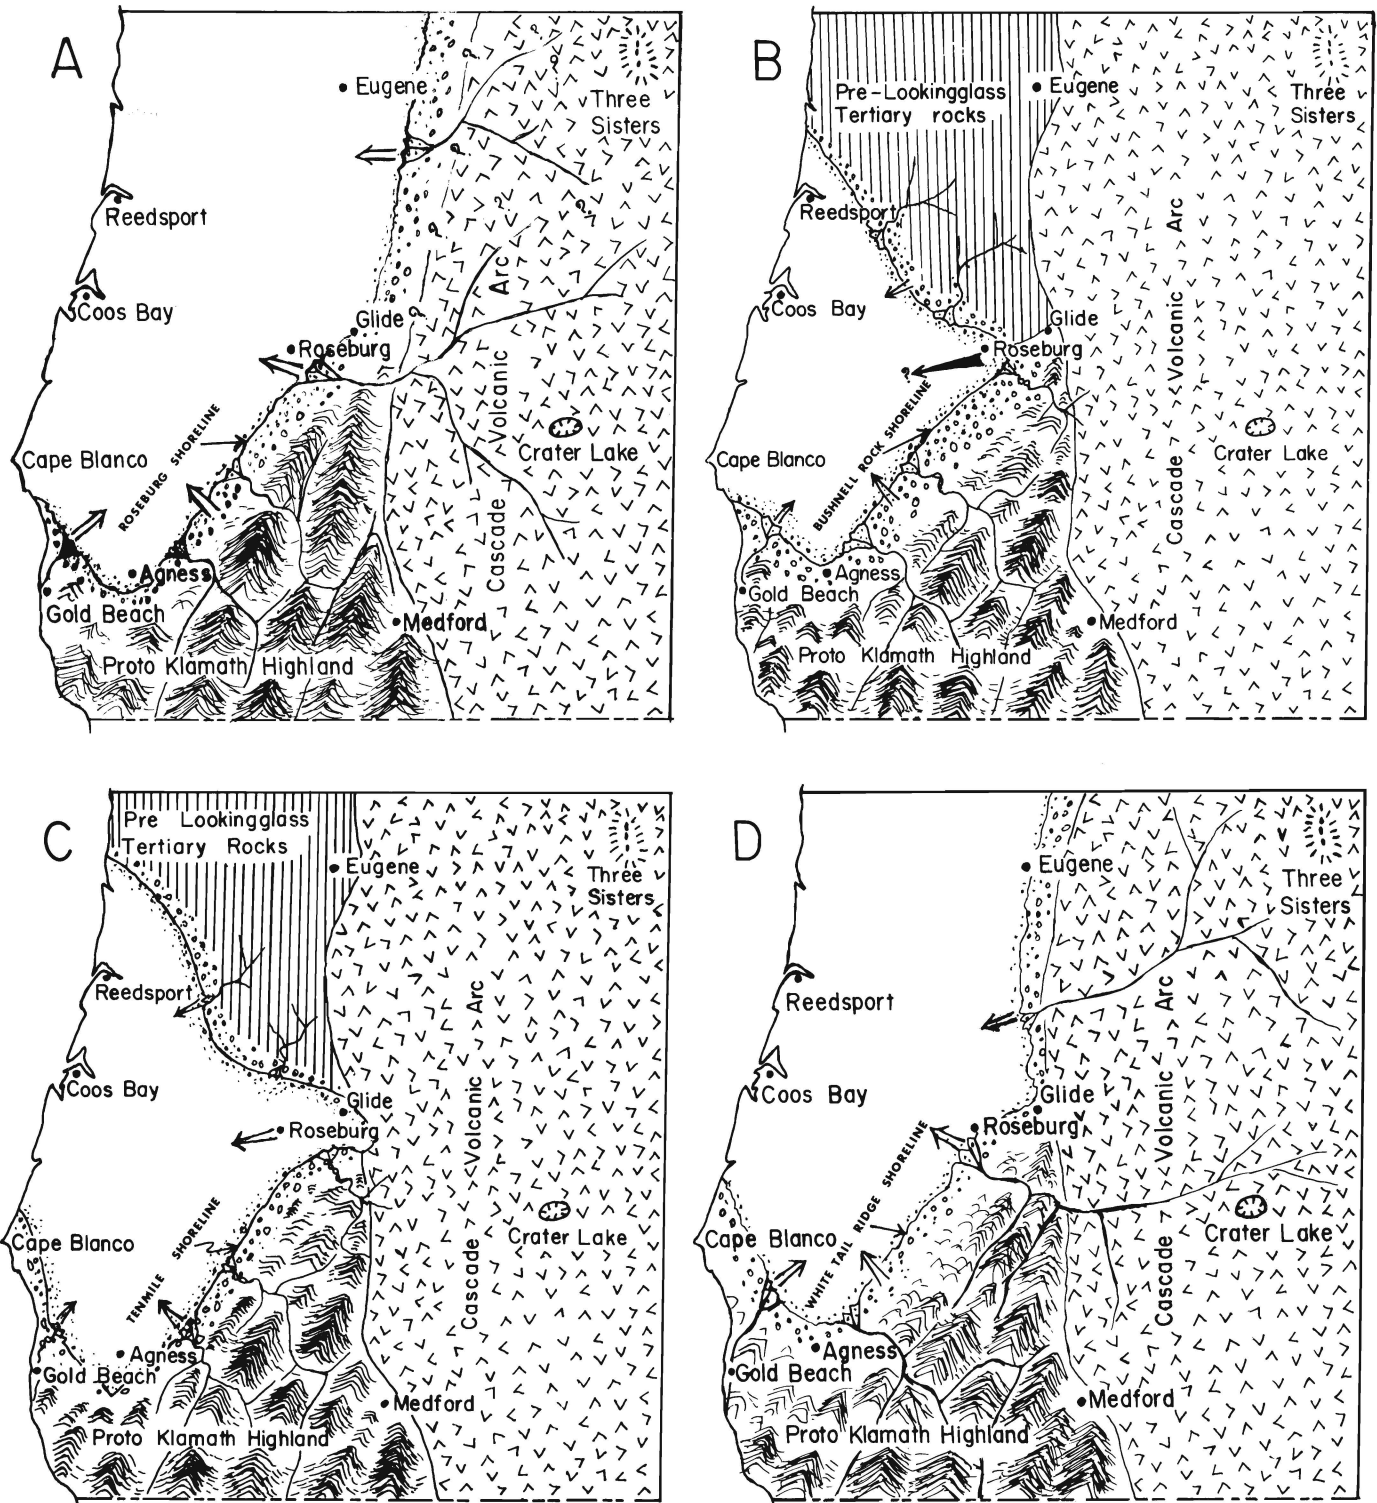 A
Eugene
Three
Sisters
Reedsport
Arc
Coos Bay
Glide
Roseburg
Volcanic
ROSEBURG SHORELINE
Crater Lake
Cape Blanco
Cascade
Agness
Gold Beach
Medford
Proto Klamath Highland
B
Pre-Lookingglass
Tertiary rocks
Eugene
Three
Sisters
Reedsport
Arc
Coos Bay
Glide
Roseburg
Volcanic
BUSHNELL ROCK SHORELINE
Crater Lake
Cape Blanco
Cascade
Agness
Gold Beach
Medford
Proto Klamath Highland
C
Pre Lookingglass
Tertiary Rocks
Eugene
Three
Sisters
Reedsport
Arc
Coos Bay
Glide
Roseburg
Volcanic
TENMILE SHORELINE
Crater Lake
Cape Blanco
Cascade
Agness
Gold Beach
Medford
Proto Klamath Highland
D
Eugene
Three
Sisters
Reedsport
Arc
Coos Bay
Glide
Roseburg
Volcanic
WHITE TAIL RIDGE SHORELINE
Crater Lake
Cape Blanco
Cascade
Agness
Gold Beach
Medford
Proto Klamath Highland